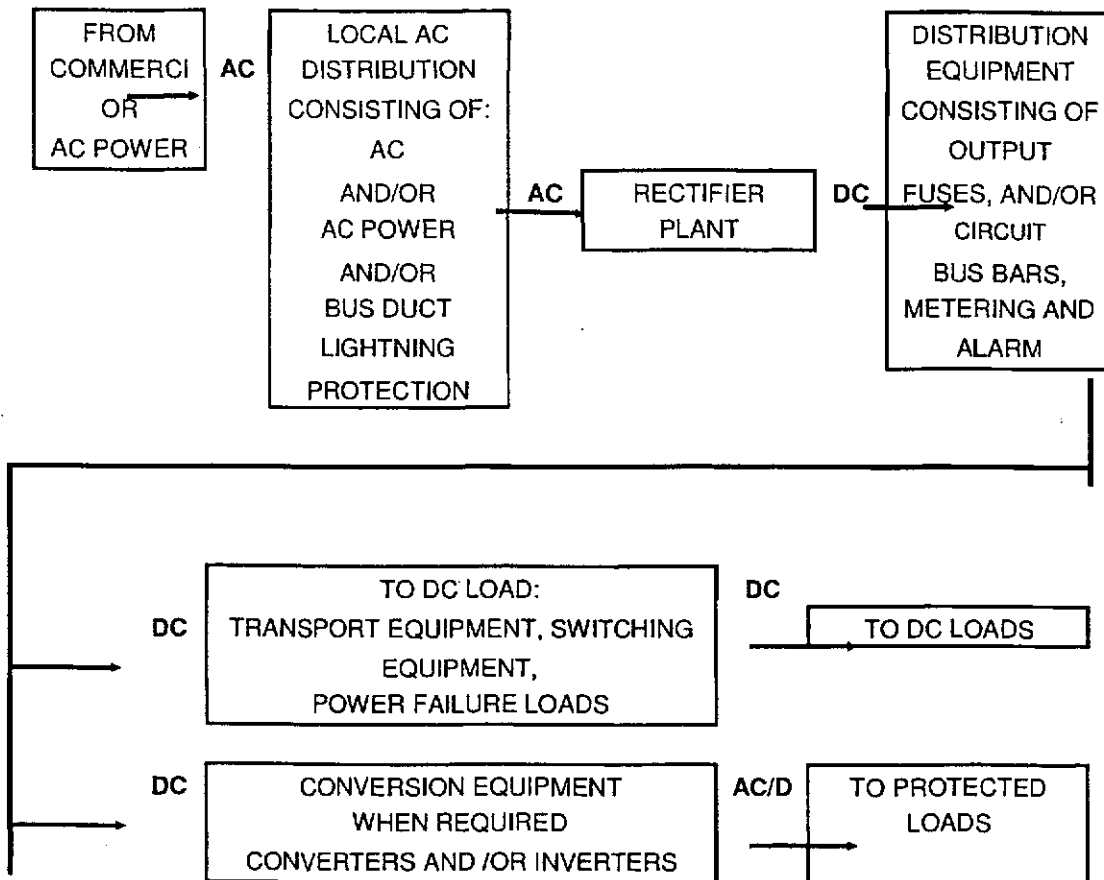 FROM
COMMERCI
OR
AC POWER
AC
LOCAL AC
DISTRIBUTION
CONSISTING OF:
AC
AND/OR
AC POWER
AND/OR
BUS DUCT
LIGHTNING
PROTECTION
AC
RECTIFIER
PLANT
DC
DISTRIBUTION
EQUIPMENT
CONSISTING OF
OUTPUT
FUSES, AND/OR
CIRCUIT
BUS BARS,
METERING AND
ALARM
DC
TO DC LOAD:
TRANSPORT EQUIPMENT, SWITCHING
EQUIPMENT,
POWER FAILURE LOADS
DC
TO DC LOADS
DC
CONVERSION EQUIPMENT
WHEN REQUIRED
CONVERTERS AND /OR INVERTERS
AC/D
TO PROTECTED
LOADS